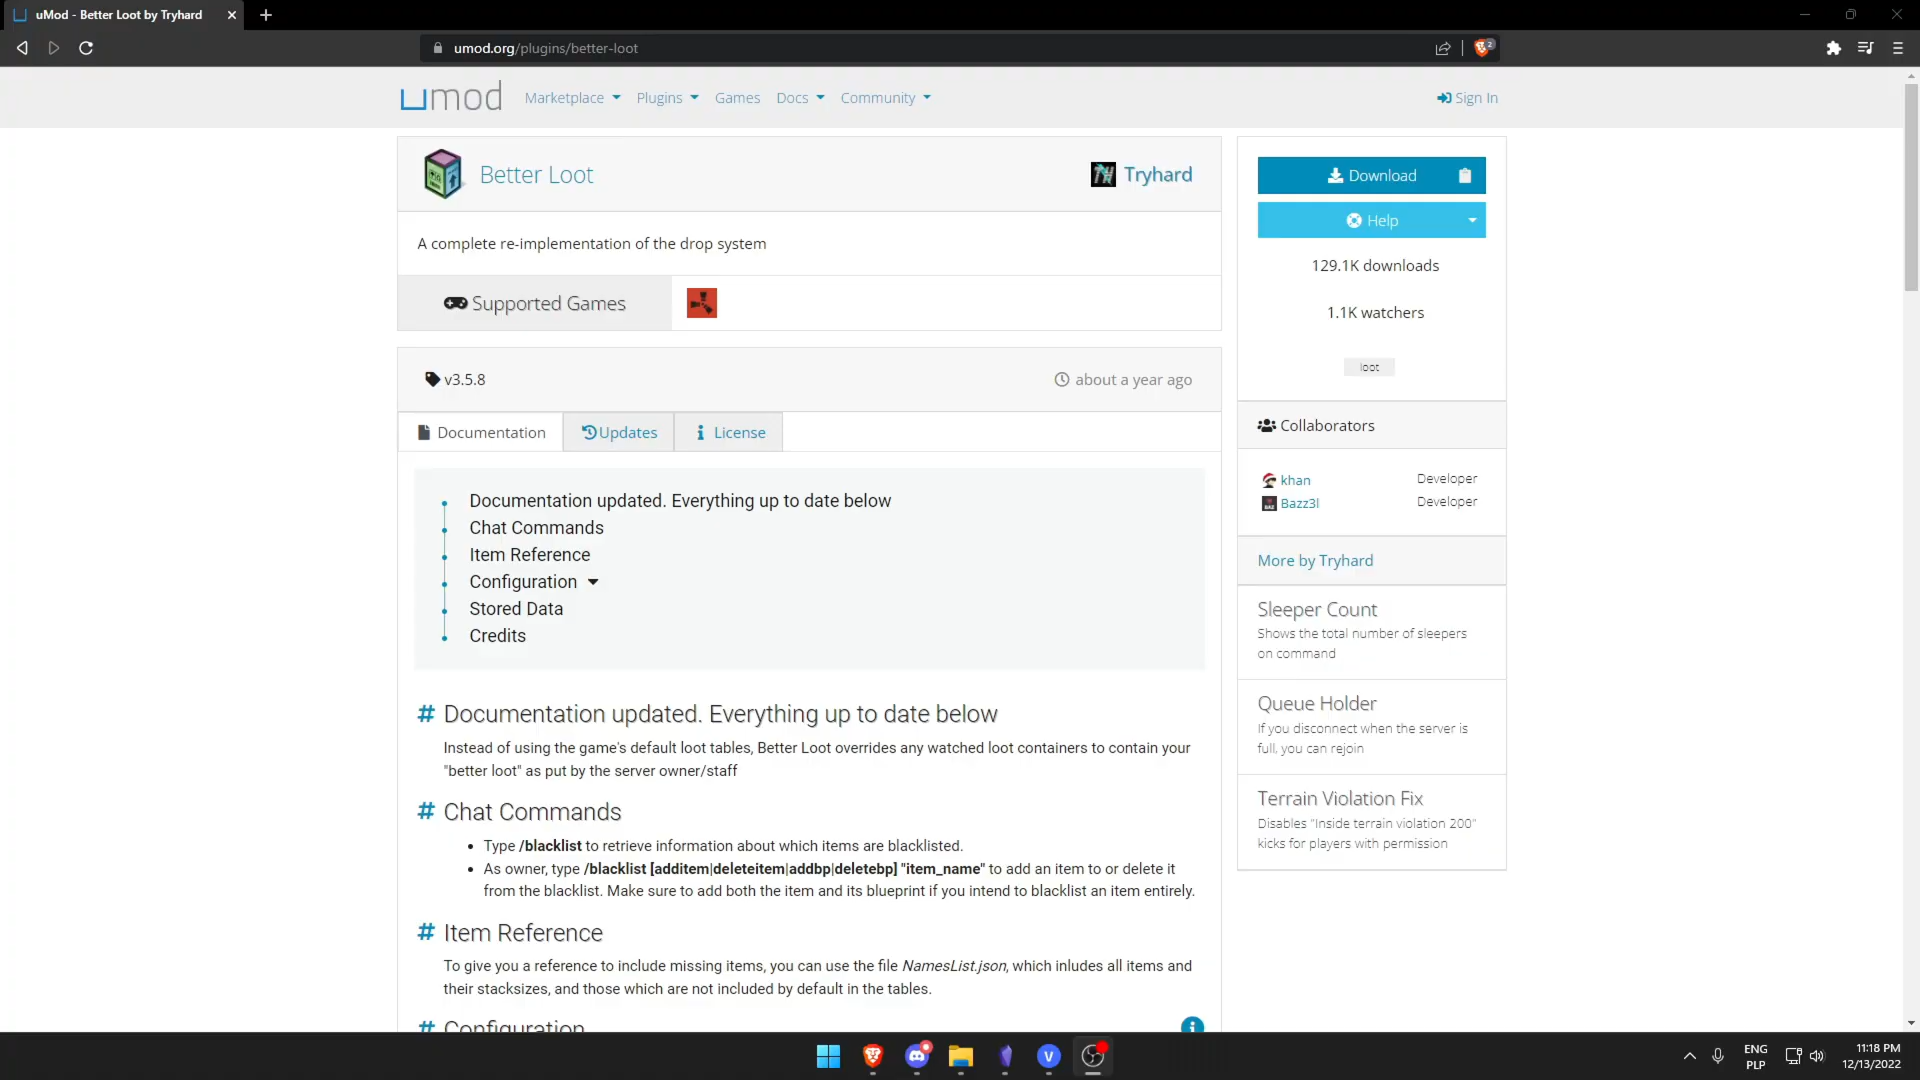 uMod - Better Loot by Tryhard
umod.org/plugins/better-loot
2
umod
Marketplace
Plugins
Games
Docs
Community
Sign In
Better Loot
Tryhard
A complete re-implementation of the drop system
Supported Games
v3.5.8
about a year ago
Documentation
Updates
License
Documentation updated. Everything up to date below
Chat Commands
Item Reference
Configuration
Stored Data
Credits
# Documentation updated. Everything up to date below
Instead of using the game's default loot tables, Better Loot overrides any watched loot containers to contain your
"better loot" as put by the server owner/staff
# Chat Commands
• Type /blacklist to retrieve information about which items are blacklisted.
• As owner, type /blacklist [additem|deleteitem|addbp|deletebp] "item_name" to add an item to or delete it
from the blacklist. Make sure to add both the item and its blueprint if you intend to blacklist an item entirely.
# Item Reference
To give you a reference to include missing items, you can use the file NamesList.json, which inludes all items and
their stacksizes, and those which are not included by default in the tables.
# Configuration
Download
Help
129.1K downloads
1.1K watchers
loot
Collaborators
khan Developer
Bazz3l Developer
More by Tryhard
Sleeper Count
Shows the total number of sleepers
on command
Queue Holder
If you disconnect when the server is
full, you can rejoin
Terrain Violation Fix
Disables "Inside terrain violation 200"
kicks for players with permission
ENG
PLP
11:18 PM
12/13/2022